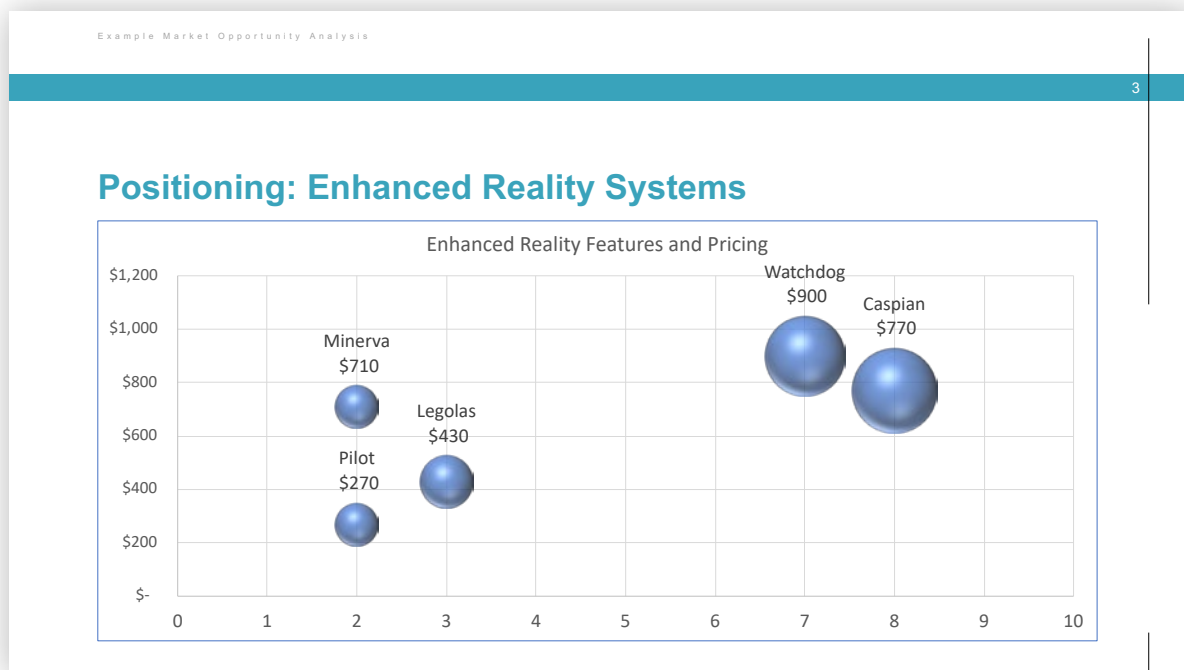 Example Market Opportunity Analysis
3
Positioning: Enhanced Reality Systems
Enhanced Reality Features and Pricing
$1,200
$1,000
$800
$600
$400
$200
$-
Watchdog
$900
Caspian
$770
Minerva
$710
Legolas
$430
Pilot
$270
0 1 2 3 4 5 6 7 8 9 10